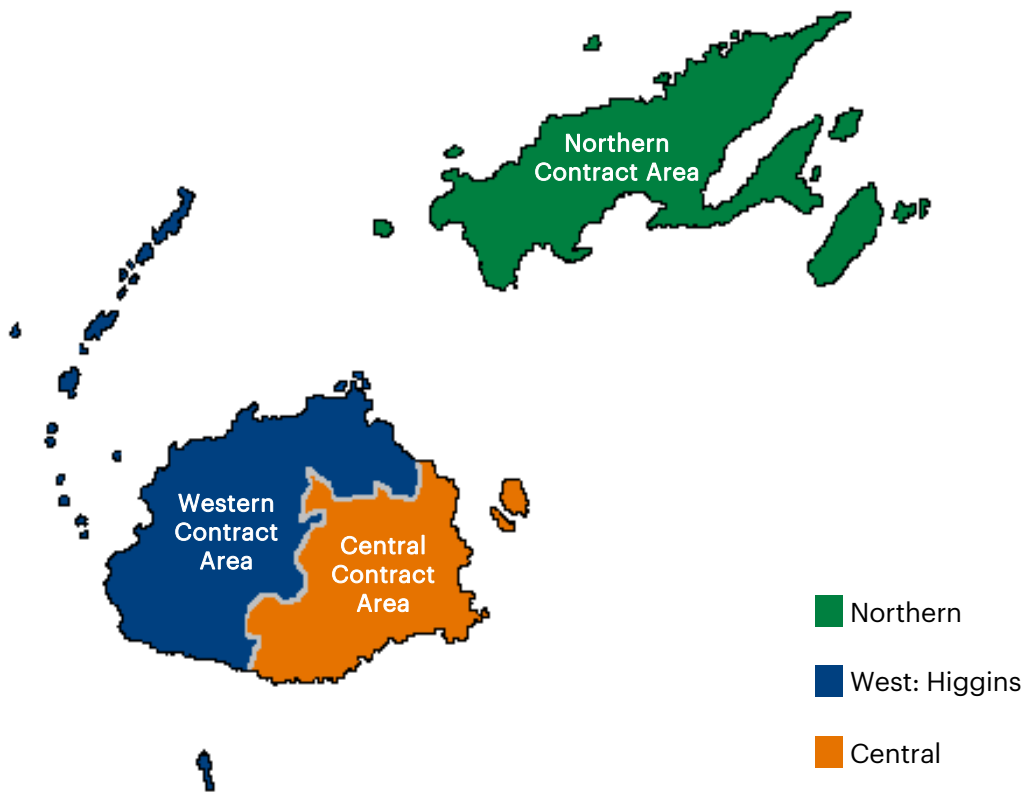 Northern
Contract Area
Western
Contract
Area
Central
Contract
Area
Northern
West: Higgins
Central